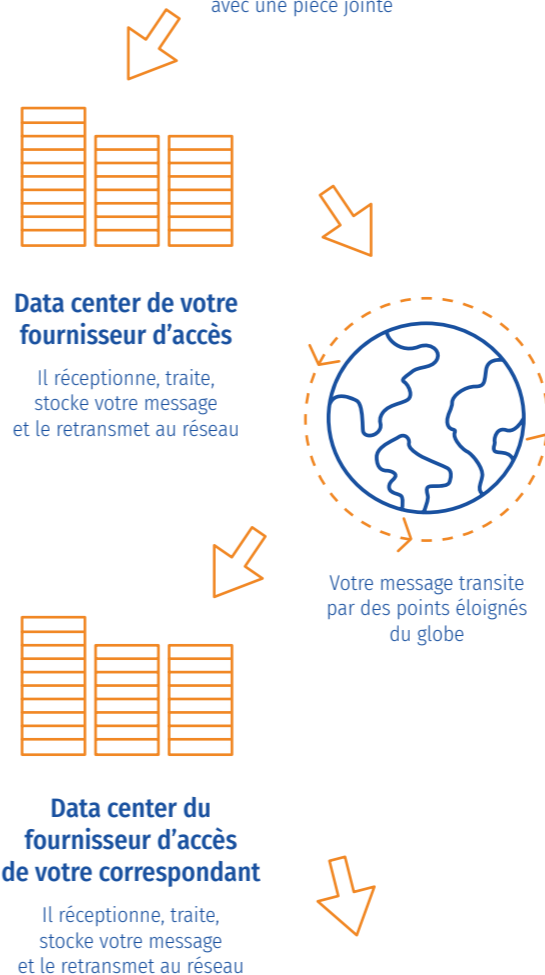 avec une pièce jointe
Data center de votre
fournisseur d’accès
Il réceptionne, traite,
stocke votre message
et le retransmet au réseau
Votre message transite
par des points éloignés
du globe
Data center du
fournisseur d’accès
de votre correspondant
Il réceptionne, traite,
stocke votre message
et le retransmet au réseau